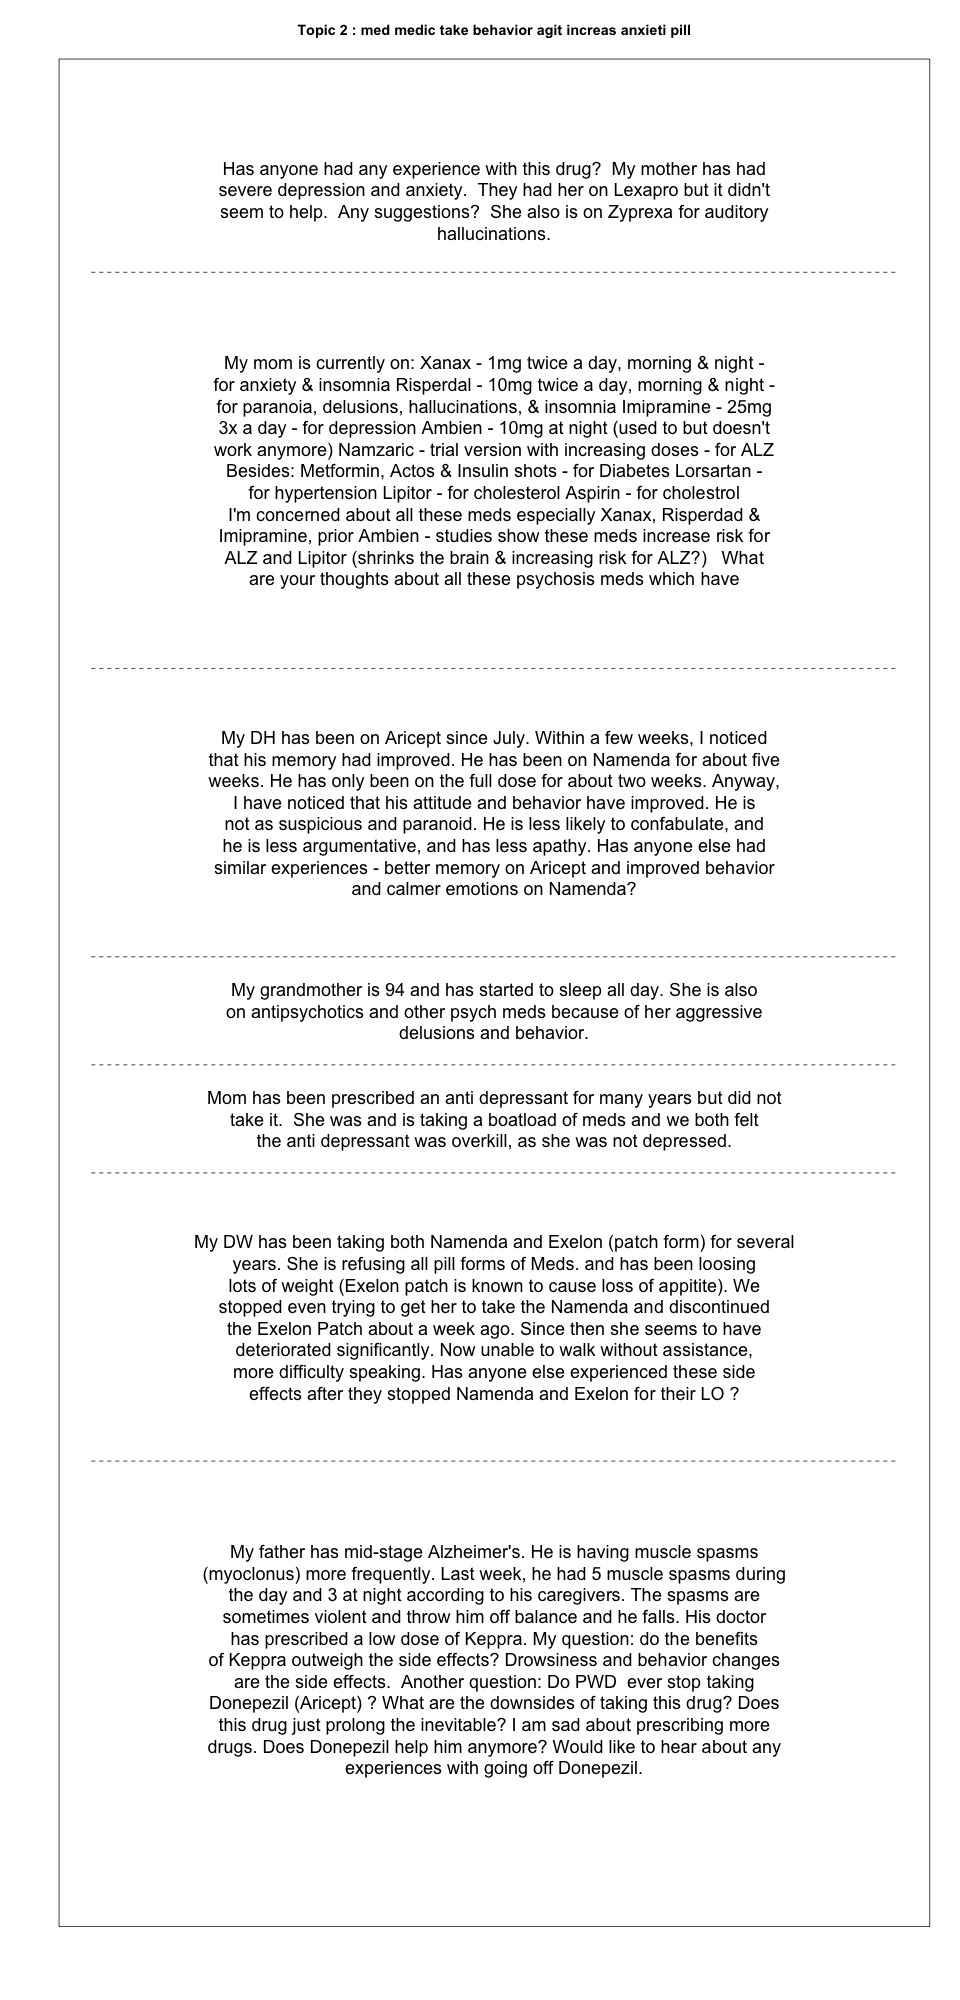 Topic 2 : med medic take behavior agit increas anxieti pill
Has anyone had any experience with this drug?  My mother has had
severe depression and anxiety.  They had her on Lexapro but it didn't
seem to help.  Any suggestions?  She also is on Zyprexa for auditory
hallucinations.
My mom is currently on: Xanax - 1mg twice a day, morning & night -
for anxiety & insomnia Risperdal - 10mg twice a day, morning & night -
for paranoia, delusions, hallucinations, & insomnia Imipramine - 25mg
3x a day - for depression Ambien - 10mg at night (used to but doesn't
work anymore) Namzaric - trial version with increasing doses - for ALZ
Besides: Metformin, Actos & Insulin shots - for Diabetes Lorsartan -
for hypertension Lipitor - for cholesterol Aspirin - for cholestrol
I'm concerned about all these meds especially Xanax, Risperdad &
Imipramine, prior Ambien - studies show these meds increase risk for
ALZ and Lipitor (shrinks the brain & increasing risk for ALZ?)   What
are your thoughts about all these psychosis meds which have
My DH has been on Aricept since July. Within a few weeks, I noticed
that his memory had improved. He has been on Namenda for about five
weeks. He has only been on the full dose for about two weeks. Anyway,
I have noticed that his attitude and behavior have improved. He is
not as suspicious and paranoid. He is less likely to confabulate, and
he is less argumentative, and has less apathy. Has anyone else had
similar experiences - better memory on Aricept and improved behavior
and calmer emotions on Namenda?
My grandmother is 94 and has started to sleep all day. She is also
on antipsychotics and other psych meds because of her aggressive
delusions and behavior.
Mom has been prescribed an anti depressant for many years but did not
take it.  She was and is taking a boatload of meds and we both felt
the anti depressant was overkill, as she was not depressed.
My DW has been taking both Namenda and Exelon (patch form) for several
years. She is refusing all pill forms of Meds. and has been loosing
lots of weight (Exelon patch is known to cause loss of appitite). We
stopped even trying to get her to take the Namenda and discontinued
the Exelon Patch about a week ago. Since then she seems to have
deteriorated significantly. Now unable to walk without assistance,
more difficulty speaking. Has anyone else experienced these side
effects after they stopped Namenda and Exelon for their LO ?
My father has mid-stage Alzheimer's. He is having muscle spasms
(myoclonus) more frequently. Last week, he had 5 muscle spasms during
the day and 3 at night according to his caregivers. The spasms are
sometimes violent and throw him off balance and he falls. His doctor
has prescribed a low dose of Keppra. My question: do the benefits
of Keppra outweigh the side effects? Drowsiness and behavior changes
are the side effects.  Another question: Do PWD  ever stop taking
Donepezil (Aricept) ? What are the downsides of taking this drug? Does
this drug just prolong the inevitable? I am sad about prescribing more
drugs. Does Donepezil help him anymore? Would like to hear about any
experiences with going off Donepezil.